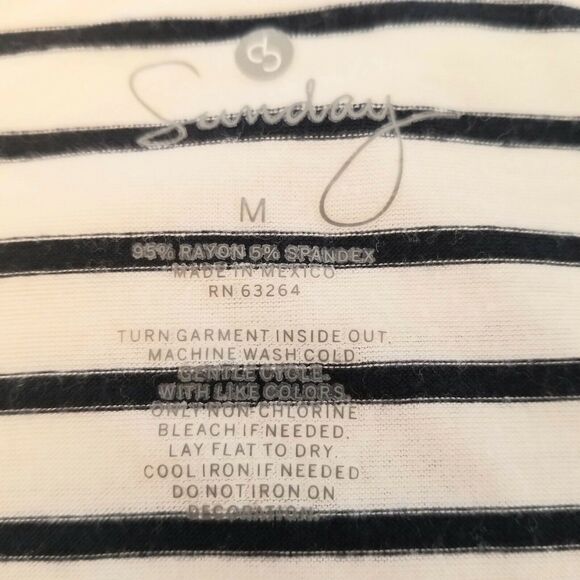 Sunday
M
95% RAYON 5% SPANDEX
MADE IN MEXICO
RN 63264
TURN GARMENT INSIDE OUT.
MACHINE WASH COLD
GENTLE CYCLE.
WITH LIKE COLORS.
ONLY NON-CHLORINE
BLEACH IF NEEDED.
LAY FLAT TO DRY.
COOL IRON IF NEEDED
DO NOT IRON ON
DECORATION.